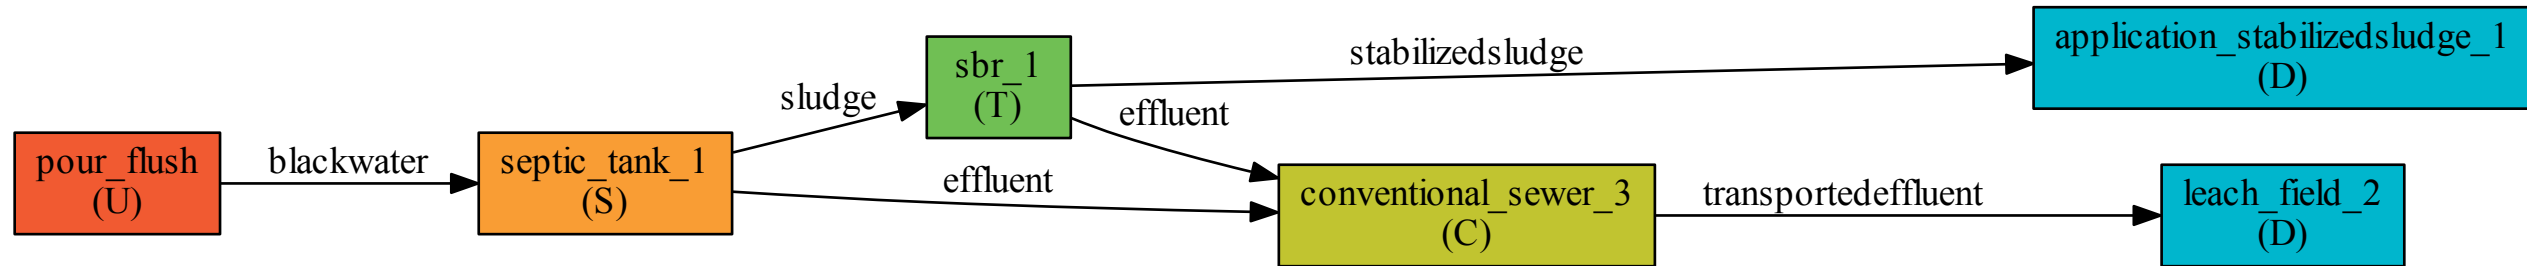 pour_flush
(U)
blackwater
septic_tank_1
(S)
sludge
effluent
sbr_1
(T)
stabilizedsludge
effluent
conventional_sewer_3
(C)
transportedeffluent
application_stabilizedsludge_1
(D)
leach_field_2
(D)